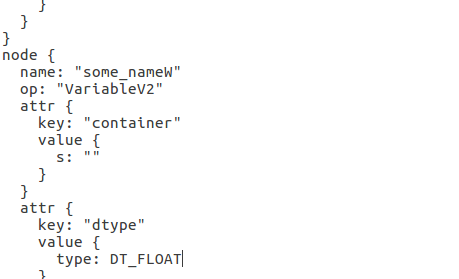 }
  }
}
node {
  name: "some_nameW"
  op: "VariableV2"
  attr {
    key: "container"
    value {
      s: ""
    }
  }
  attr {
    key: "dtype"
    value {
      type: DT_FLOAT
    }